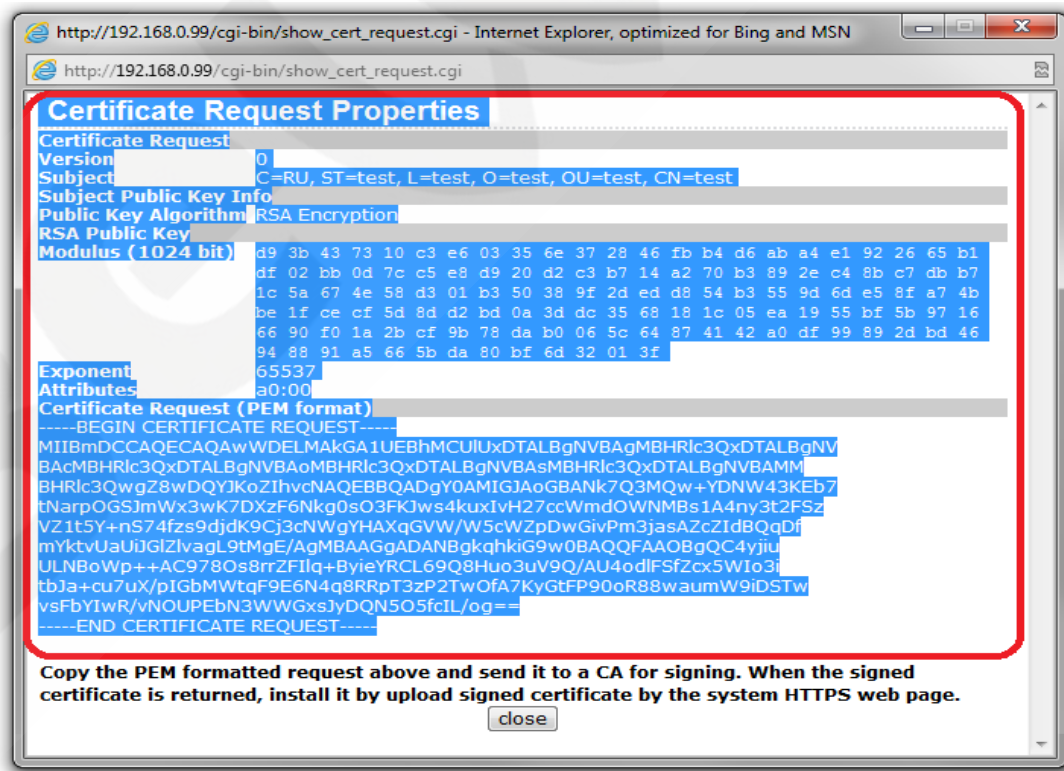 http://192.168.0.99/cgi-bin/show_cert_request.cgi - Internet Explorer, optimized for Bing and MSN
http://192.168.0.99/cgi-bin/show_cert_request.cgi
Certificate Request Properties
Certificate Request
Version 0
Subject C=RU, ST=test, L=test, O=test, OU=test, CN=test
Subject Public Key Info
Public Key Algorithm RSA Encryption
RSA Public Key
Modulus (1024 bit) d9 3b 43 73 10 c3 e6 03 35 6e 37 28 46 fb b4 d6 ab a4 e1 92 26 65 b1
df 02 bb 0d 7c c5 e8 d9 20 d2 c3 b7 14 a2 70 b3 89 2e c4 8b c7 db b7
1c 5a 67 4e 58 d3 01 b3 50 38 9f 2d ed d8 54 b3 55 9d 6d e5 8f a7 4b
be 1f ce cf 5d 8d d2 bd 0a 3d dc 35 68 18 1c 05 ea 19 55 bf 5b 97 16
66 90 f0 1a 2b cf 9b 78 da b0 06 5c 64 87 41 42 a0 df 99 89 2d bd 46
94 88 91 a5 66 5b da 80 bf 6d 32 01 3f
Exponent 65537
Attributes a0:00
Certificate Request (PEM format)
-----BEGIN CERTIFICATE REQUEST-----
MIIBmDCCAQECAQAwWDELMAkGA1UEBhMCUlUxDTALBgNVBAgMBHRlc3QxDTALBgNV
BAcMBHRlc3QxDTALBgNVBAoMBHRlc3QxDTALBgNVBAsMBHRlc3QxDTALBgNVBAMM
BHRlc3QwgZ8wDQYJKoZIhvcNAQEBBQADgY0AMIGJAoGBANk7Q3MQw+YDNW43KEb7
tNarpOGSJmWx3wK7DXzF6Nkg0sO3FKJws4kuxIvH27ccWmdOWNMBs1A4ny3t2FSz
VZ1t5Y+nS74fzs9djdK9Cj3cNWgYHAXqGVW/W5cWZpDwGivPm3jasAZcZIdBQqDf
mYktvUaUiJGlZlvagL9tMgE/AgMBAAGgADANBgkqhkiG9w0BAQQFAAOBgQC4yjiu
ULNBoWp++AC978Os8rrZFIlq+ByieYRCL69Q8Huo3uV9Q/AU4odlFSfZcx5WIo3i
tbJa+cu7uX/pIGbMWtqF9E6N4q8RRpT3zP2TwOfA7KyGtFP90oR88waumW9iDSTw
vsFbYIwR/vNOUPEbN3WWGxsJyDQN5O5fcIL/og==
-----END CERTIFICATE REQUEST-----
Copy the PEM formatted request above and send it to a CA for signing. When the signed
certificate is returned, install it by upload signed certificate by the system HTTPS web page.
close